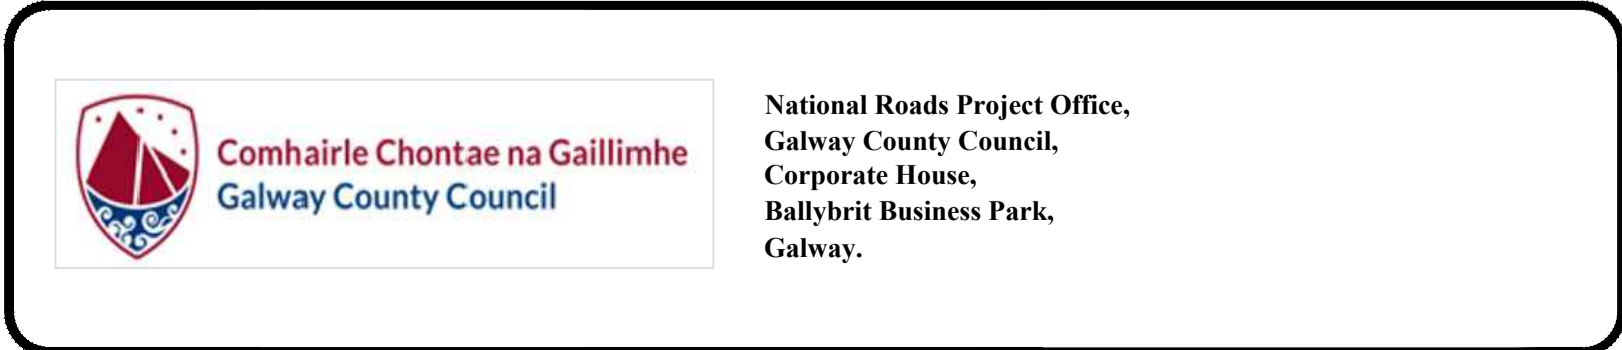 Comhairle Chontae na Gaillimhe
Galway County Council
National Roads Project Office,
Galway County Council,
Corporate House,
Ballybrit Business Park,
Galway.